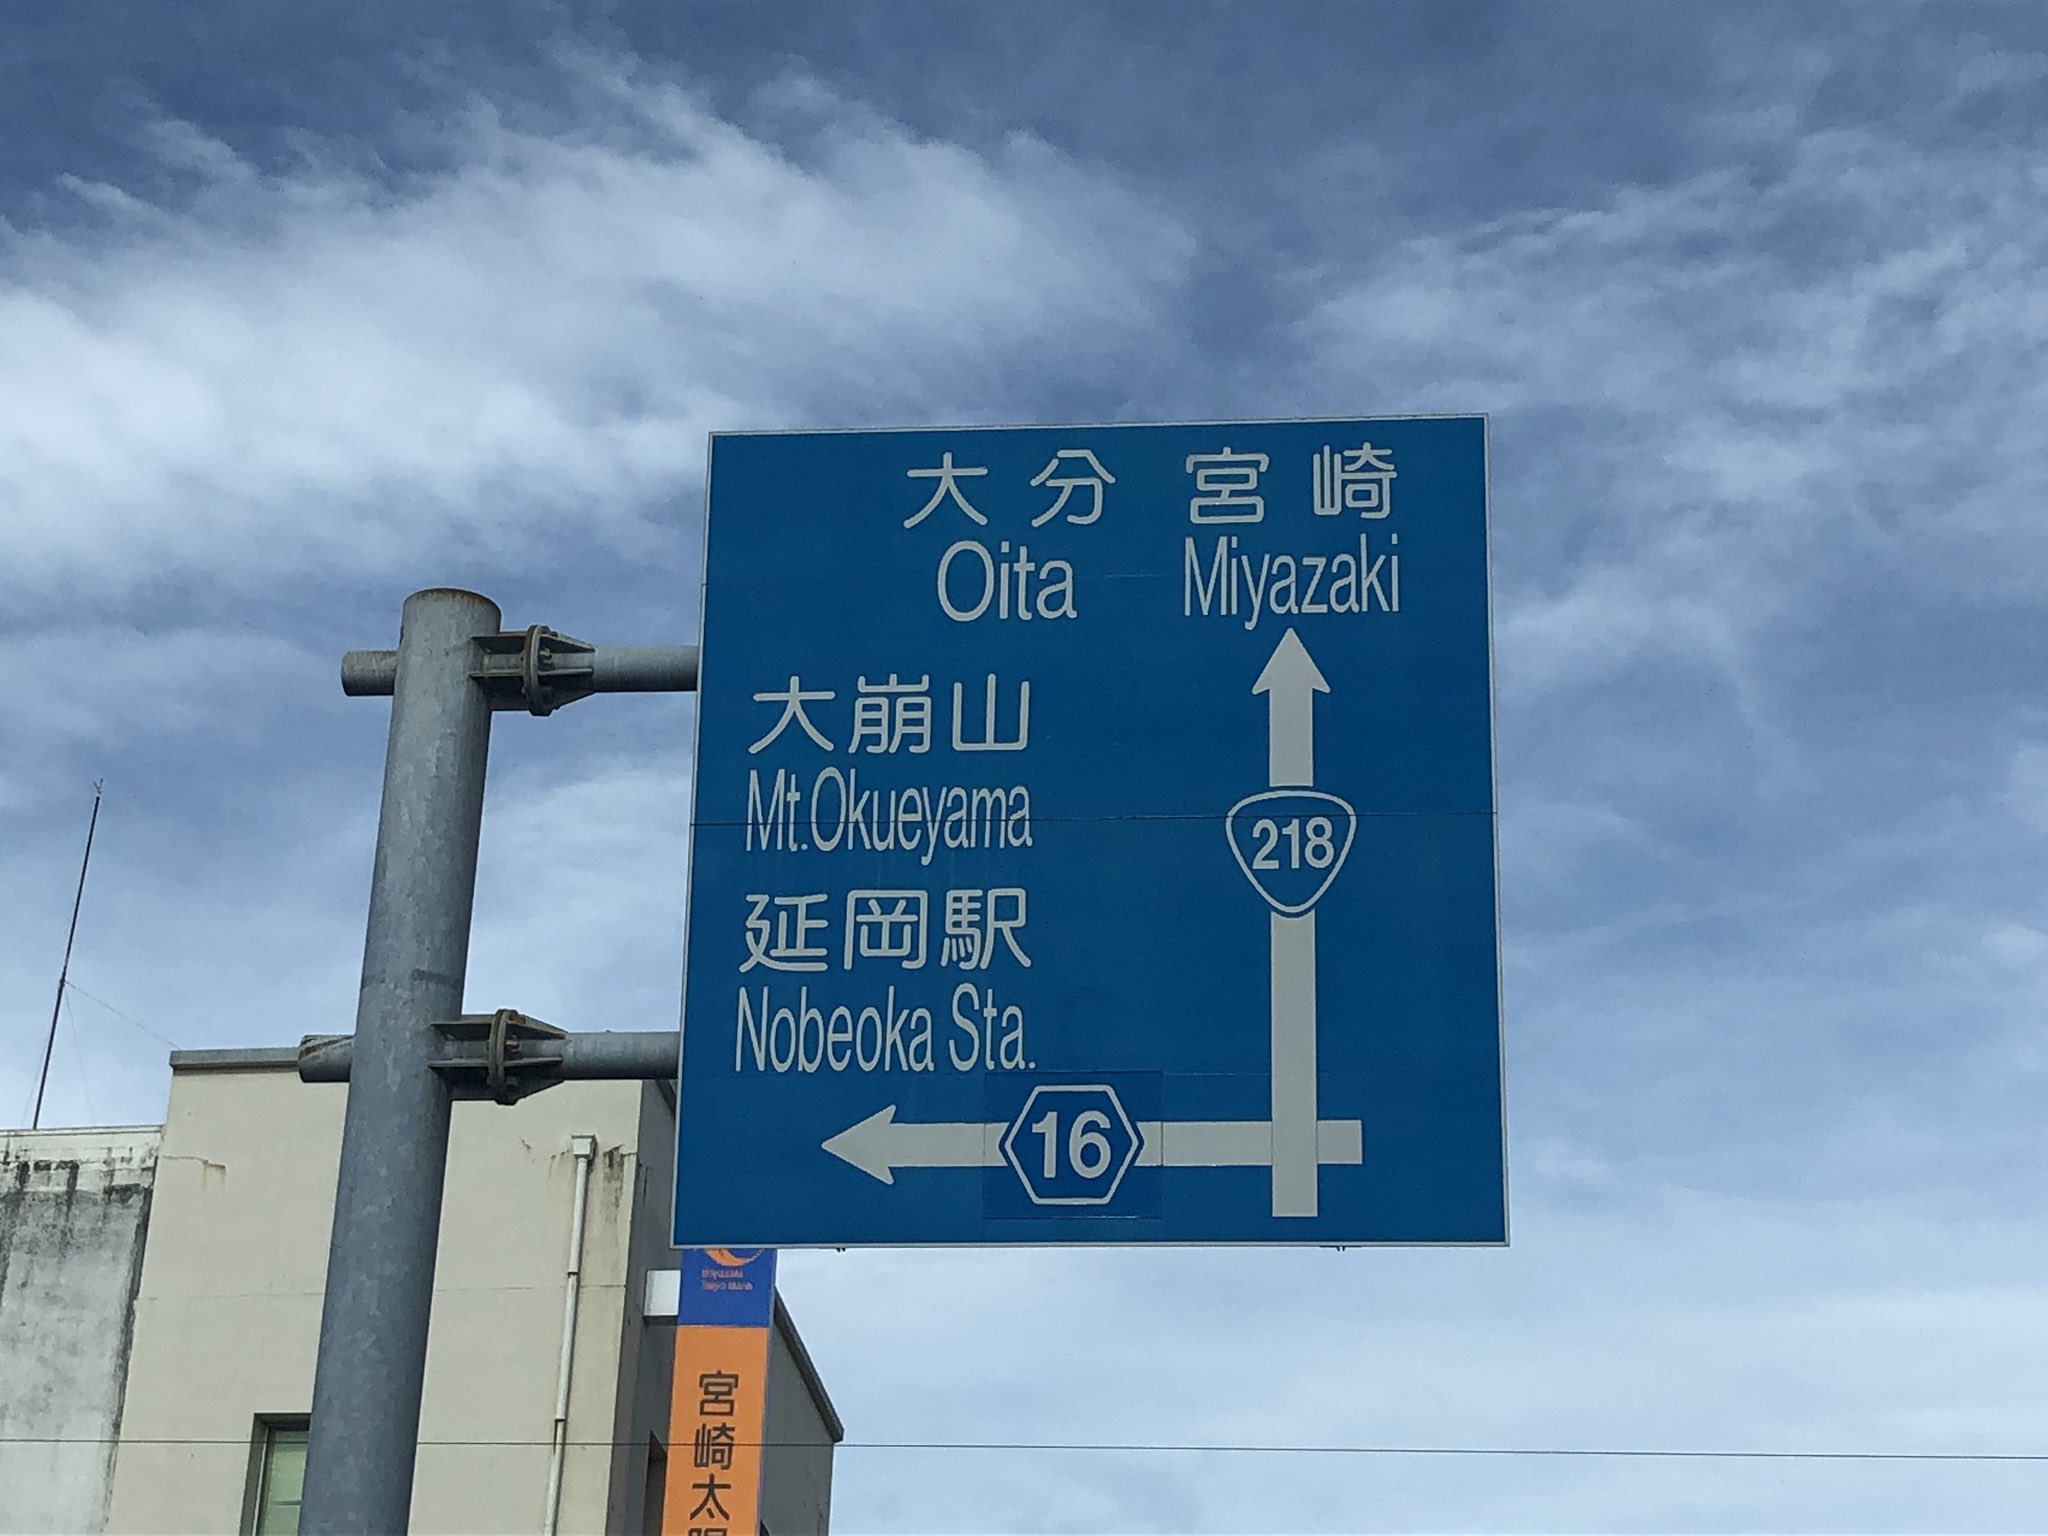 大分 宮崎
Oita Miyazaki
大崩山
Mt.Okueyama
218
延岡駅
Nobeoka Sta.
16
宮崎太